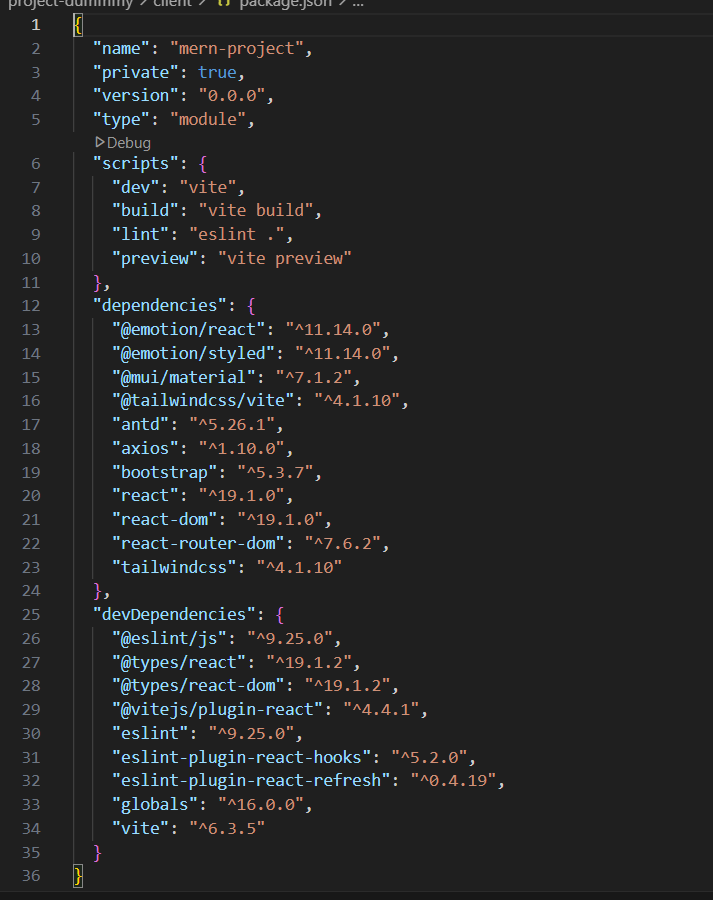 project-dummy > client > {} package.json > ...
1 {
2 "name": "mern-project",
3 "private": true,
4 "version": "0.0.0",
5 "type": "module",
Debug
6 "scripts": {
7 "dev": "vite",
8 "build": "vite build",
9 "lint": "eslint .",
10 "preview": "vite preview"
11 },
12 "dependencies": {
13 "@emotion/react": "^11.14.0",
14 "@emotion/styled": "^11.14.0",
15 "@mui/material": "^7.1.2",
16 "@tailwindcss/vite": "^4.1.10",
17 "antd": "^5.26.1",
18 "axios": "^1.10.0",
19 "bootstrap": "^5.3.7",
20 "react": "^19.1.0",
21 "react-dom": "^19.1.0",
22 "react-router-dom": "^7.6.2",
23 "tailwindcss": "^4.1.10"
24 },
25 "devDependencies": {
26 "@eslint/js": "^9.25.0",
27 "@types/react": "^19.1.2",
28 "@types/react-dom": "^19.1.2",
29 "@vitejs/plugin-react": "^4.4.1",
30 "eslint": "^9.25.0",
31 "eslint-plugin-react-hooks": "^5.2.0",
32 "eslint-plugin-react-refresh": "^0.4.19",
33 "globals": "^16.0.0",
34 "vite": "^6.3.5"
35 }
36 }